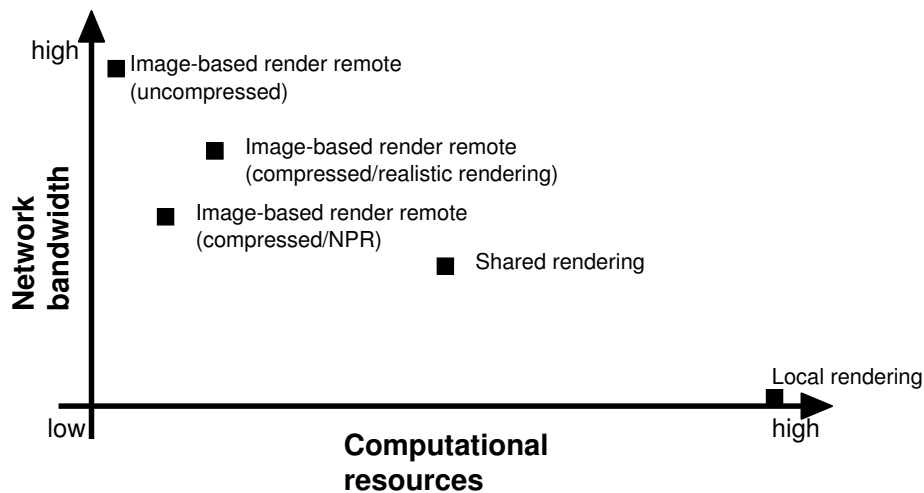 high
Image-based render remote
(uncompressed)
Image-based render remote
(compressed/realistic rendering)
Image-based render remote
(compressed/NPR)
Shared rendering
Network
bandwidth
Local rendering
low
high
Computational
resources